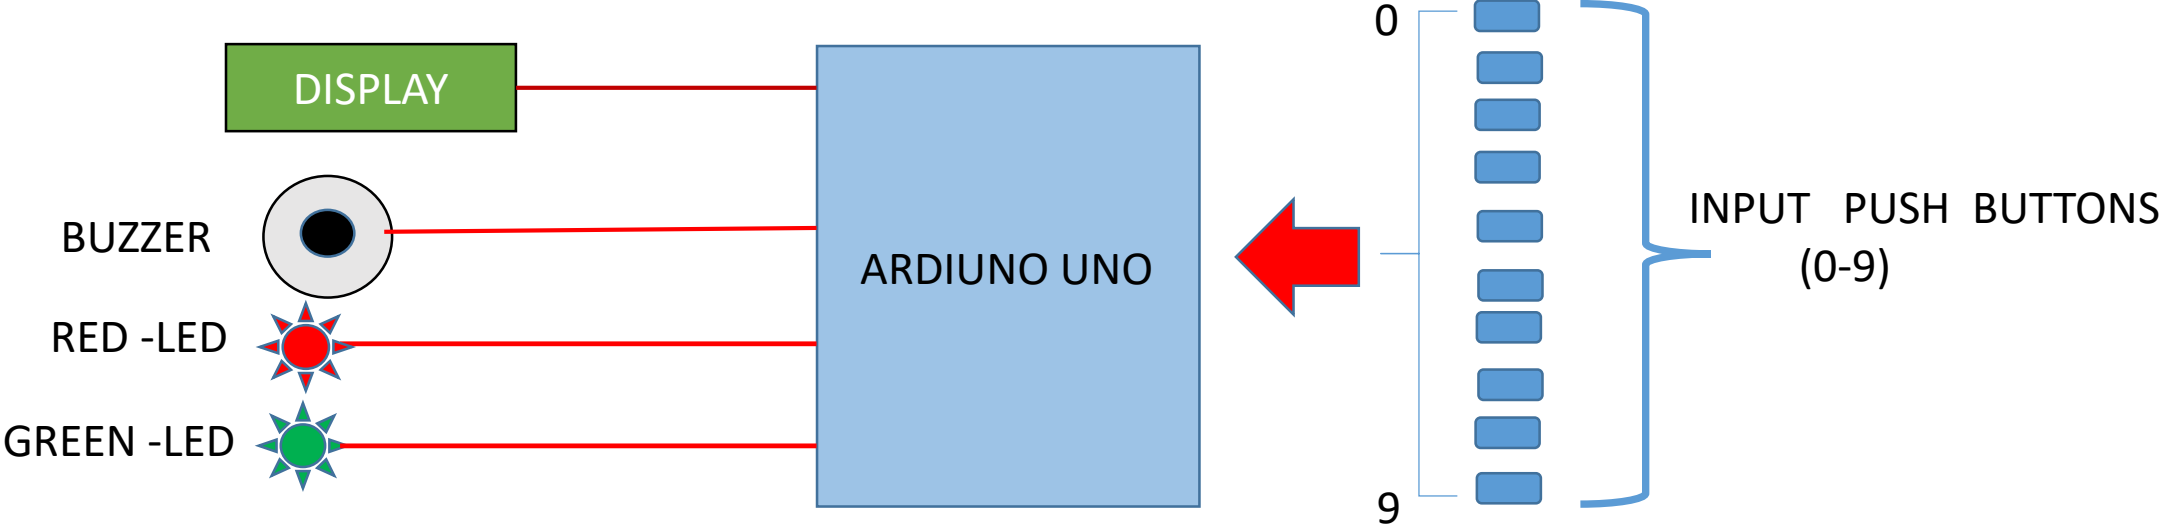 0
DISPLAY
INPUT PUSH BUTTONS
(0-9)
BUZZER
ARDIUNO UNO
RED -LED
GREEN -LED
9